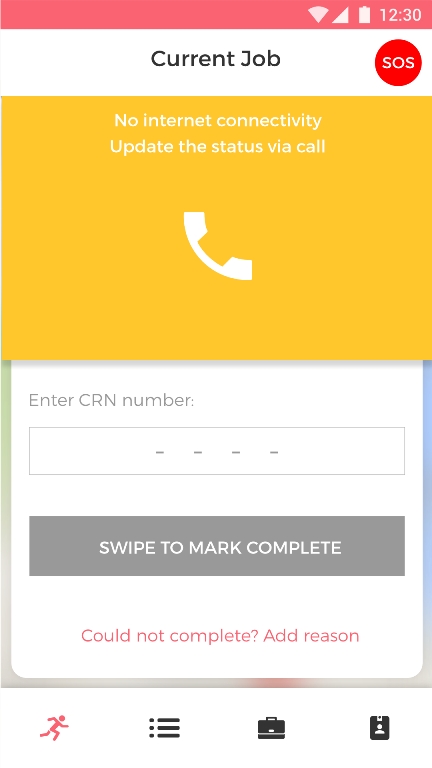 12:30
Current Job
SOS
No internet connectivity
Update the status via call
Enter CRN number:
- - - -
SWIPE TO MARK COMPLETE
Could not complete? Add reason